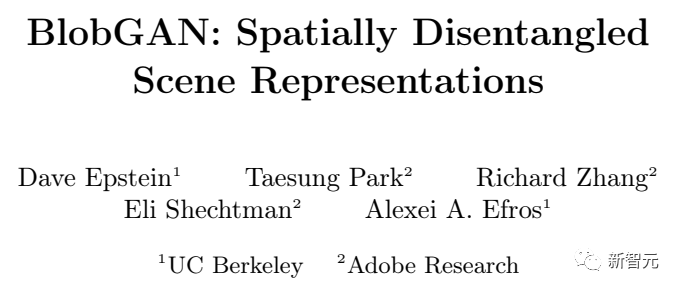 BlobGAN: Spatially Disentangled
Scene Representations
Dave Epstein¹ Taesung Park² Richard Zhang²
Eli Shechtman² Alexei A. Efros¹
¹UC Berkeley ²Adobe Research
新智元